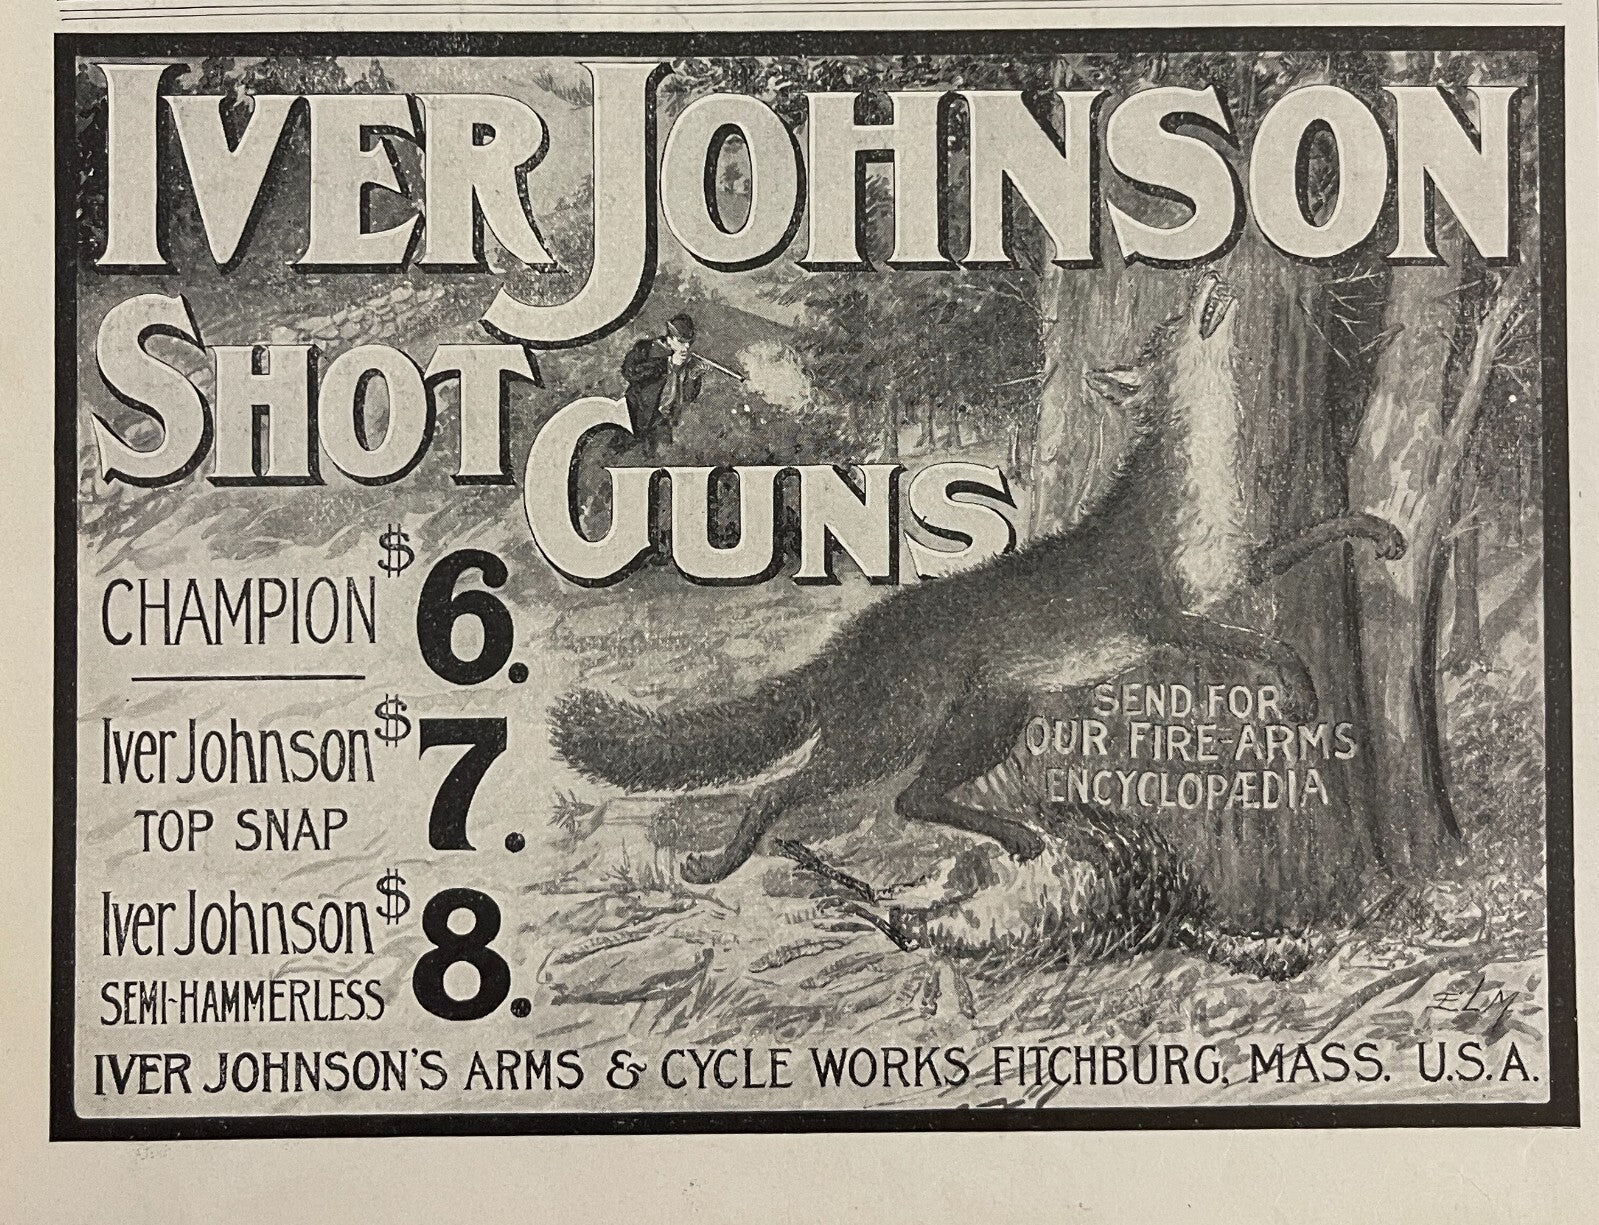 IVER JOHNSON
SHOT
GUNS
CHAMPION $6.
Iver Johnson $7.
TOP SNAP
Iver Johnson $8.
SEMI-HAMMERLESS
SEND FOR
OUR FIRE-ARMS
ENCYCLOPÆDIA
ELM
IVER JOHNSON'S ARMS & CYCLE WORKS FITCHBURG, MASS. U.S.A.